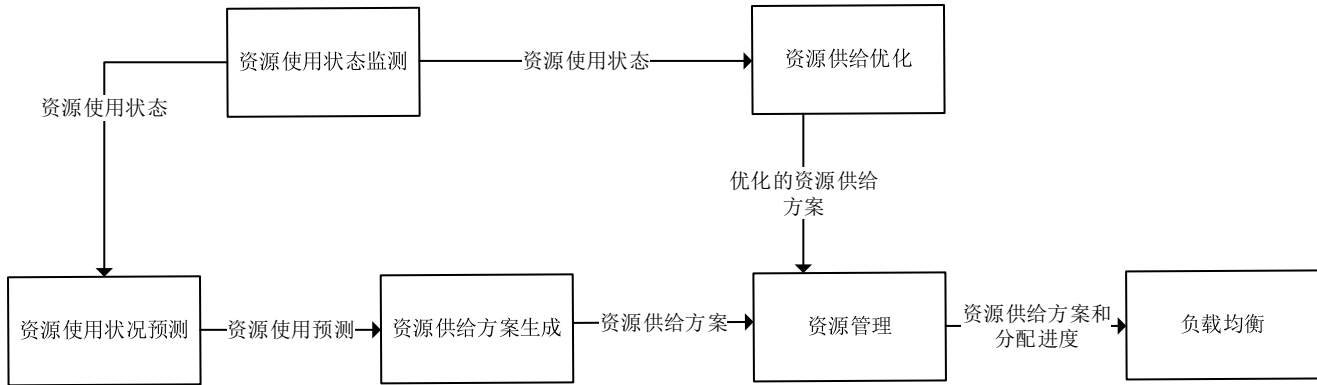 资源使用状态监测
资源使用状态
资源供给优化
资源使用状态
优化的资源供给
方案
资源使用状况预测
资源使用预测
资源供给方案生成
资源供给方案
资源管理
资源供给方案和
分配进度
负载均衡